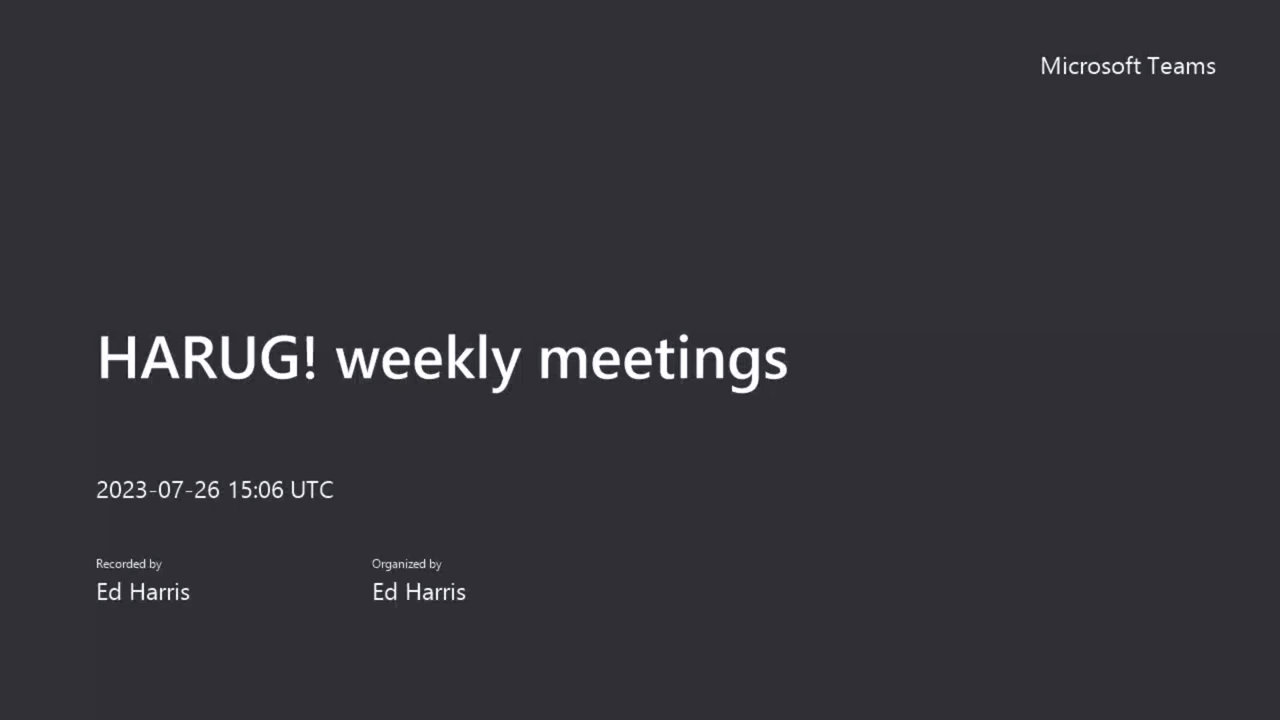 Microsoft Teams
HARUG! weekly meetings
2023-07-26 15:06 UTC
Recorded by
Ed Harris
Organized by
Ed Harris